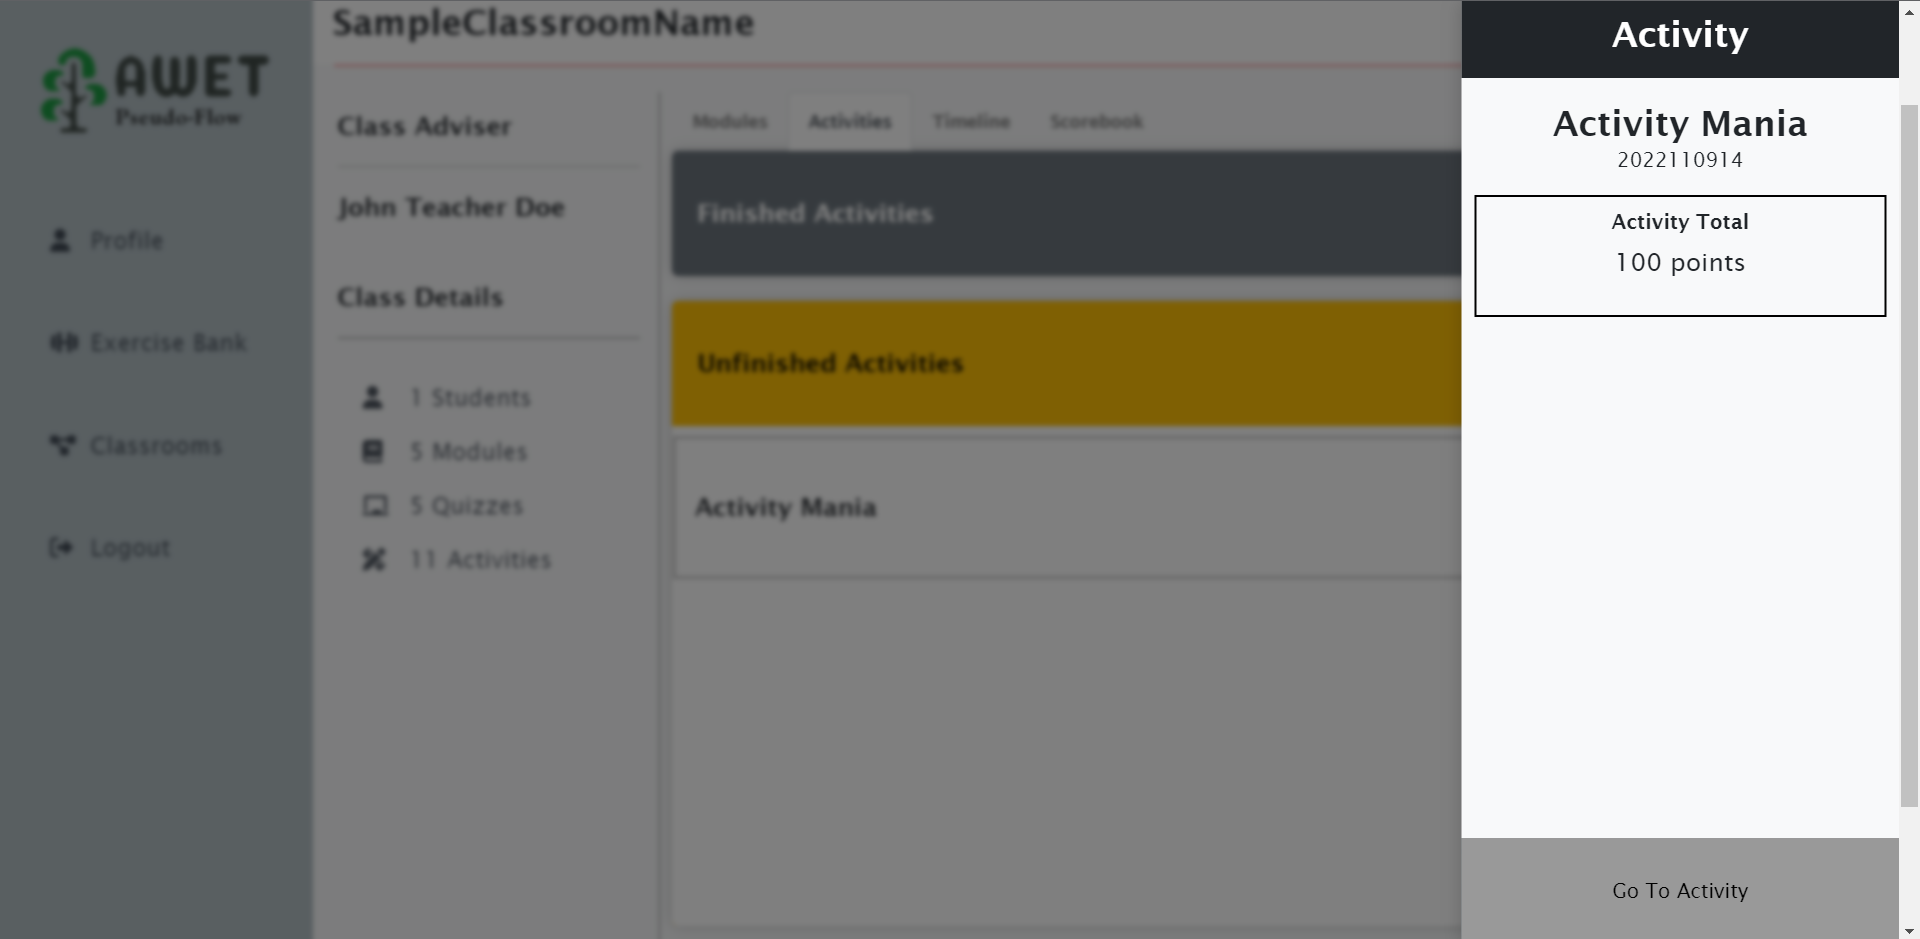 SampleClassroomName
AWET
Pseudo-Flow
Profile
Exercise Bank
Classrooms
Logout
Class Adviser
John Teacher Doe
Class Details
1 Students
5 Modules
5 Quizzes
11 Activities
Modules
Activities
Timeline
Scorebook
Finished Activities
Unfinished Activities
Activity Mania
Activity
Activity Mania
2022110914
Activity Total
100 points
Go To Activity